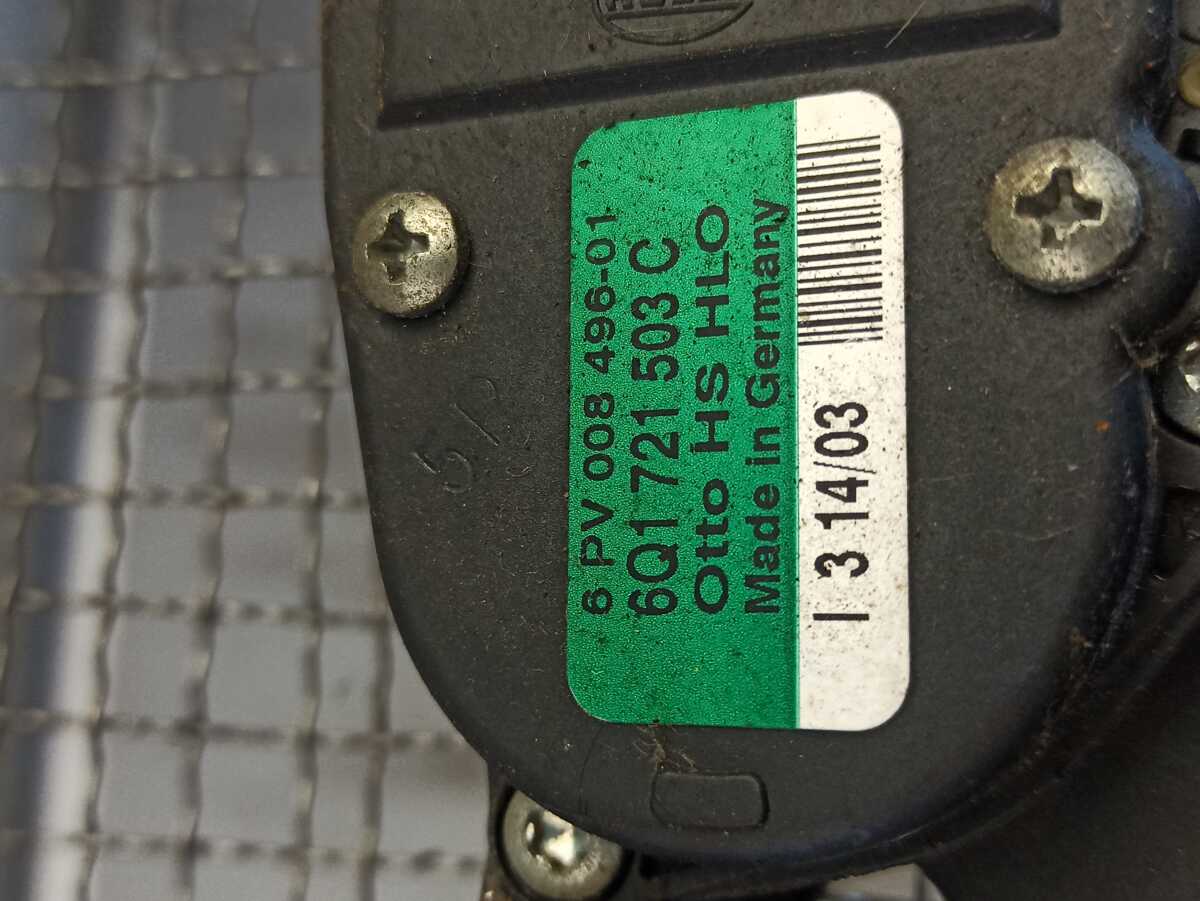 6 PV 008 496-01
6Q1 721 503 C
Otto HS HLO
Made in Germany
I 3 14/03